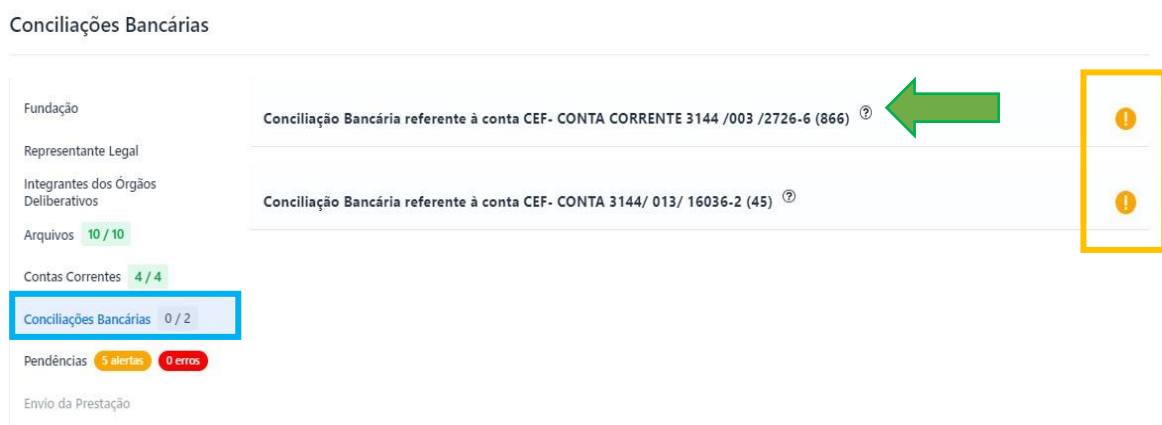 Conciliações Bancárias
Fundação
Representante Legal
Integrantes dos Órgãos
Deliberativos
Arquivos 10 / 10
Contas Correntes 4 / 4
Conciliações Bancárias 0 / 2
Pendências 5 alertas 0 erros
Envio da Prestação
Conciliação Bancária referente à conta CEF- CONTA CORRENTE 3144 /003 /2726-6 (866) ?
!
Conciliação Bancária referente à conta CEF- CONTA 3144/ 013/ 16036-2 (45) ?
!